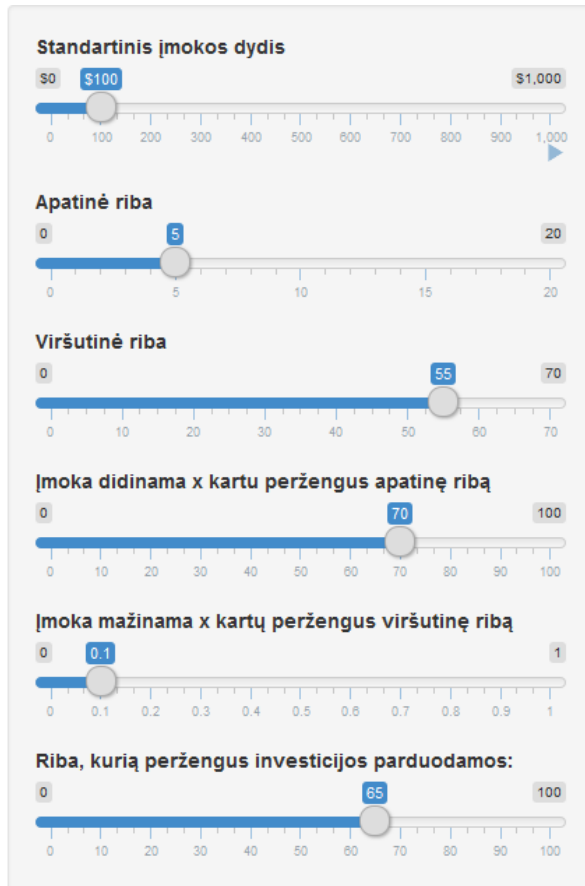 Standartinis įmokos dydis
$0 $100 $1,000
0 100 200 300 400 500 600 700 800 900 1,000
Apatinė riba
0 5 20
0 5 10 15 20
Viršutinė riba
0 55 70
0 10 20 30 40 50 60 70
Įmoka didinama x kartu peržengus apatinę ribą
0 70 100
0 10 20 30 40 50 60 70 80 90 100
Įmoka mažinama x kartų peržengus viršutinę ribą
0 0.1 1
0 0.1 0.2 0.3 0.4 0.5 0.6 0.7 0.8 0.9 1
Riba, kurią peržengus investicijos parduodamos:
0 65 100
0 10 20 30 40 50 60 70 80 90 100